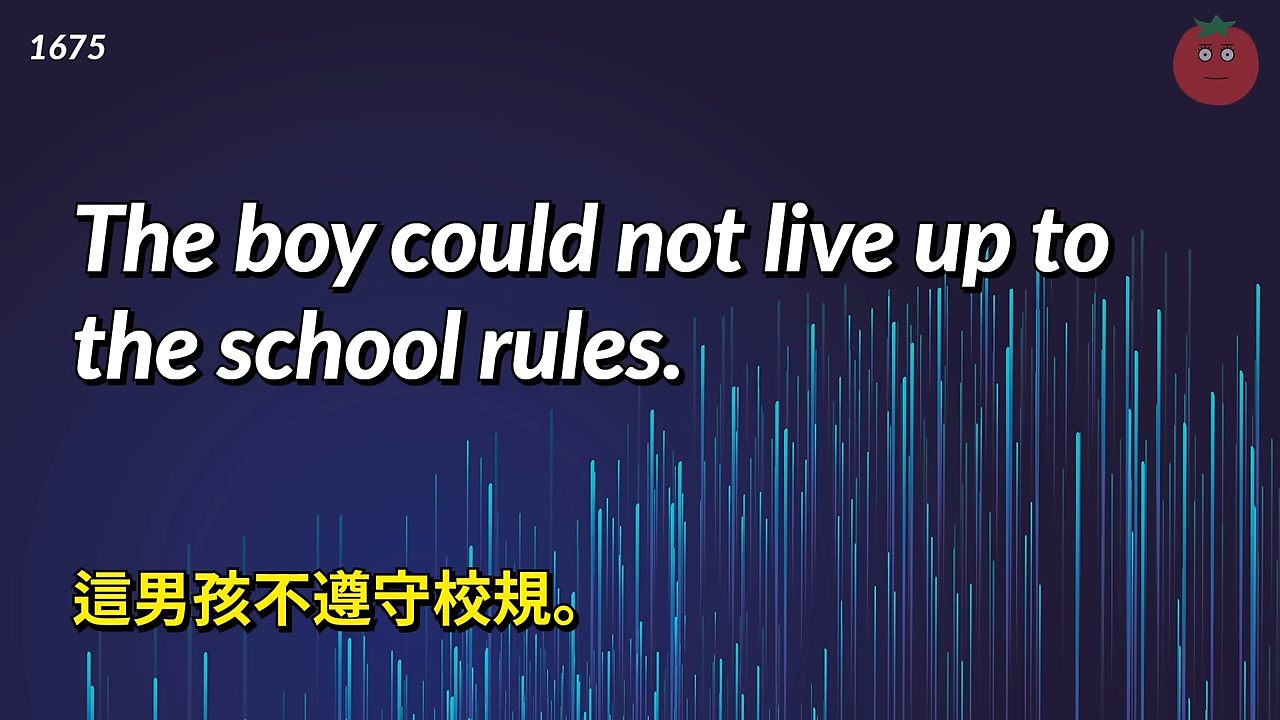 1675
The boy could not live up to
the school rules.
這男孩不遵守校規。